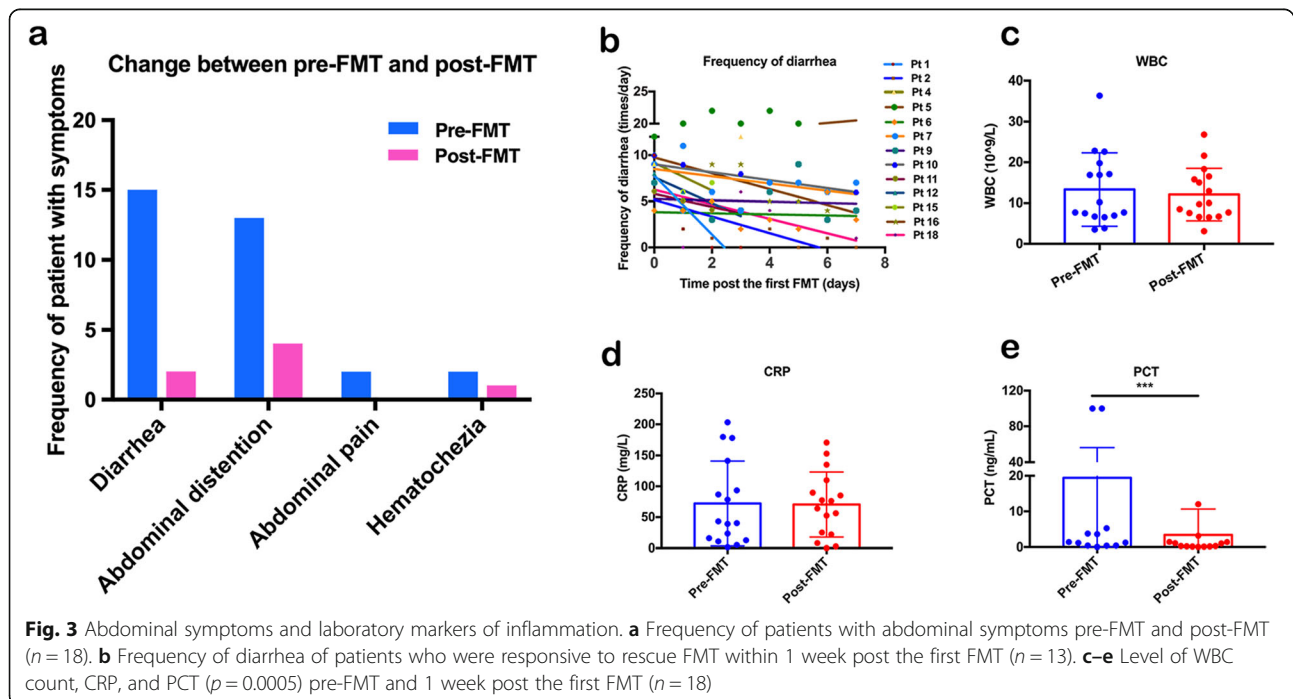 a
Change between pre-FMT and post-FMT
Frequency of patient with symptoms
20
15
10
5
0
Pre-FMT
Post-FMT
Diarrhea
Abdominal distention
Abdominal pain
Hematochezia
b
Frequency of diarrhea
Frequency of diarrhea (times/day)
25
20
10
5
0
0
2
4
6
8
Time post the first FMT (days)
Pt 1
Pt 2
Pt 4
Pt 5
Pt 6
Pt 7
Pt 9
Pt 10
Pt 11
Pt 12
Pt 15
Pt 16
Pt 18
c
WBC
WBC (10^9/L)
40
30
20
10
0
Pre-FMT
Post-FMT
d
CRP
CRP (mg/L)
250
200
150
100
50
0
Pre-FMT
Post-FMT
e
PCT
***
PCT (ng/mL)
120
80
40
20
10
0
Pre-FMT
Post-FMT
Fig. 3 Abdominal symptoms and laboratory markers of inflammation. a Frequency of patients with abdominal symptoms pre-FMT and post-FMT
(n = 18). b Frequency of diarrhea of patients who were responsive to rescue FMT within 1 week post the first FMT (n = 13). c–e Level of WBC
count, CRP, and PCT (p = 0.0005) pre-FMT and 1 week post the first FMT (n = 18)